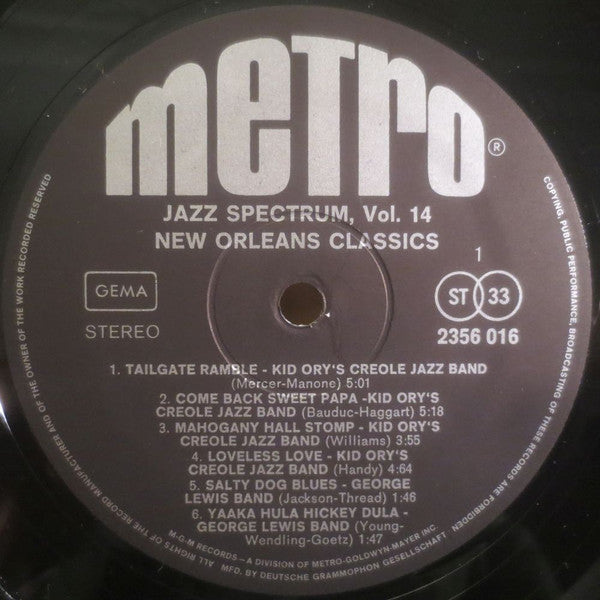 metro®
JAZZ SPECTRUM, Vol. 14
NEW ORLEANS CLASSICS
1
GEMA
STEREO
ST 33
2356 016
1. TAILGATE RAMBLE - KID ORY'S CREOLE JAZZ BAND
(Mercer-Manone) 5:01
2. COME BACK SWEET PAPA -KID ORY'S
CREOLE JAZZ BAND (Bauduc-Haggart) 5:18
3. MAHOGANY HALL STOMP - KID ORY'S
CREOLE JAZZ BAND (Williams) 3:55
4. LOVELESS LOVE - KID ORY'S
CREOLE JAZZ BAND (Handy) 4:64
5. SALTY DOG BLUES - GEORGE
LEWIS BAND (Jackson-Thread) 1:46
6. YAAKA HULA HICKEY DULA -
GEORGE LEWIS BAND (Young-
Wendling-Goetz) 1:47
M-G-M RECORDS – A DIVISION OF METRO-GOLDWYN-MAYER INC.
MFD. BY DEUTSCHE GRAMMOPHON GESELLSCHAFT ·
ALL RIGHTS OF THE RECORD MANUFACTURER AND OF THE OWNER OF THE WORK RECORDED RESERVED
COPYING, PUBLIC PERFORMANCE, BROADCASTING OF THESE RECORDS ARE FORBIDDEN